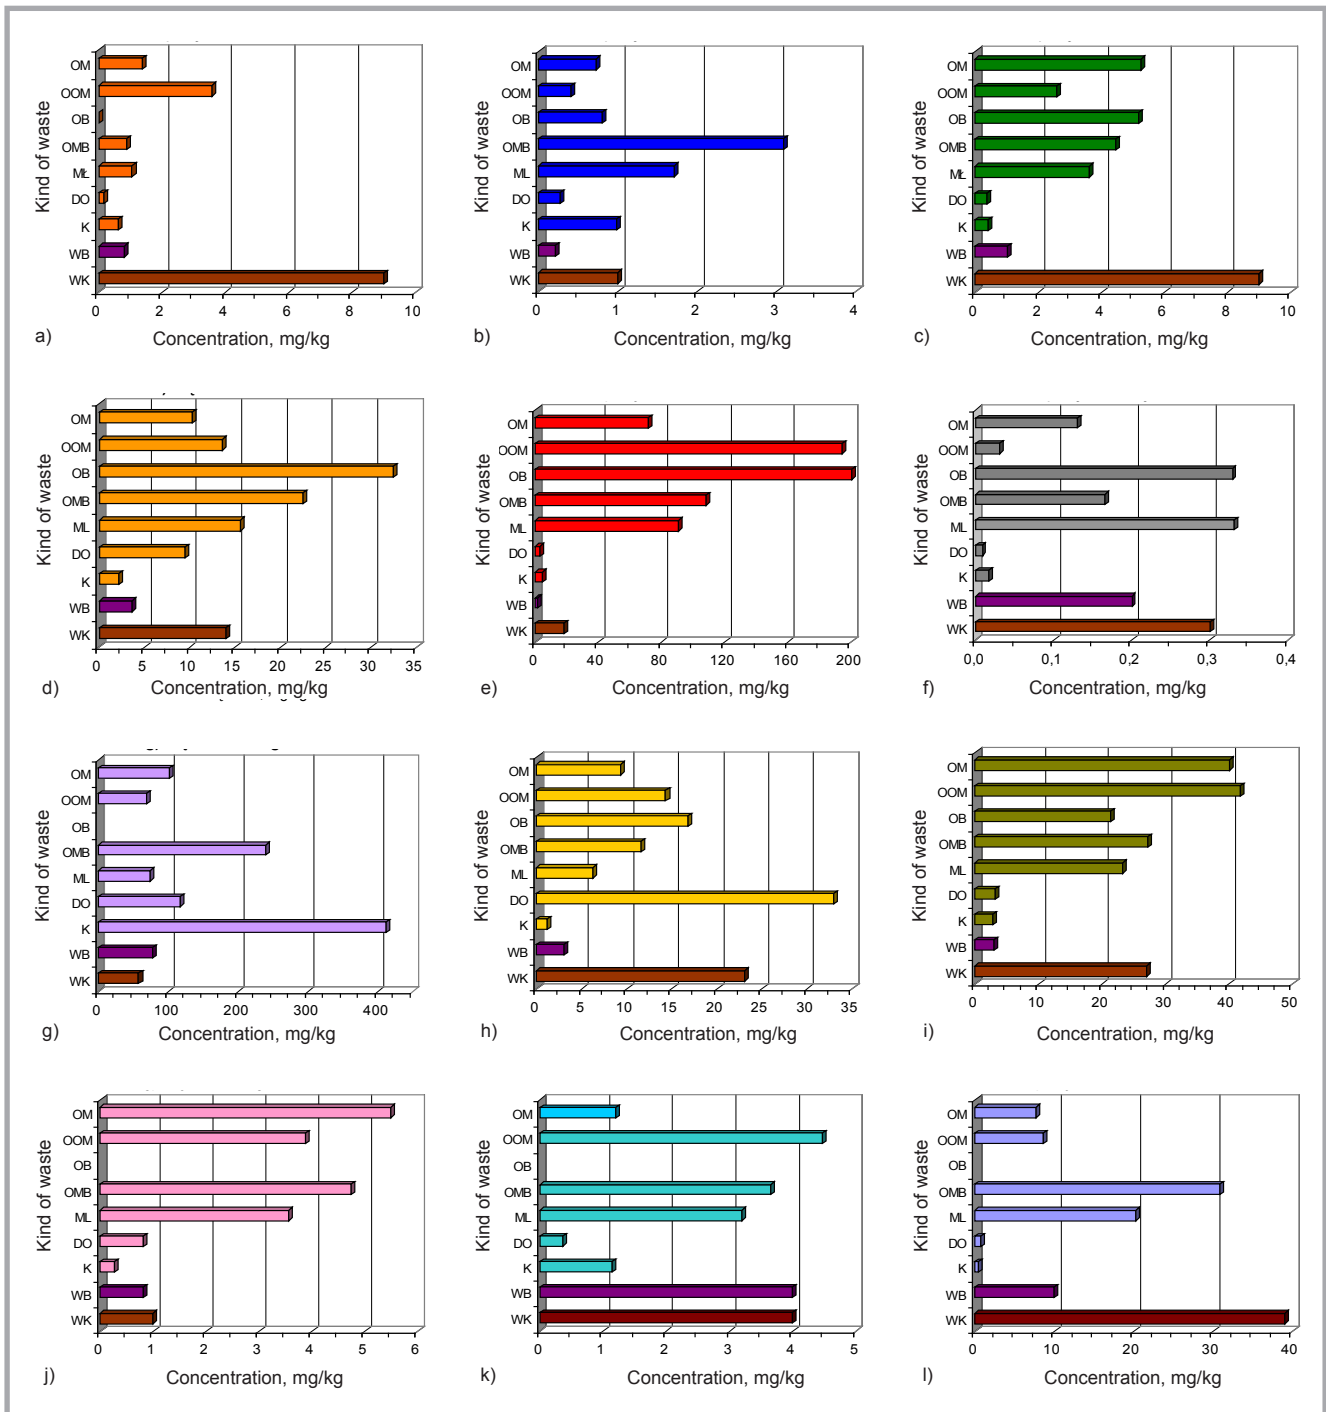 Kind of waste
OM
OOM
OB
OMB
MŁ
DO
K
WB
WK
0 2 4 6 8 10
a) Concentration, mg/kg
Kind of waste
OM
OOM
OB
OMB
ML
DO
K
WB
WK
0 1 2 3 4
b) Concentration, mg/kg
Kind of waste
OM
OOM
OB
OMB
MŁ
DO
K
WB
WK
0 2 4 6 8 10
c) Concentration, mg/kg
Kind of waste
OM
OOM
OB
OMB
ML
DO
K
WB
WK
0 5 10 15 20 25 30 35
d) Concentration, mg/kg
Kind of waste
OM
OOM
OB
OMB
ML
DO
K
WB
WK
0 40 80 120 160 200
e) Concentration, mg/kg
Kind of waste
OM
OOM
OB
OMB
ML
DO
K
WB
WK
0,0 0,1 0,2 0,3 0,4
f) Concentration, mg/kg
Kind of waste
OM
OOM
OB
OMB
ML
DO
K
WB
WK
0 100 200 300 400
g) Concentration, mg/kg
Kind of waste
OM
OOM
OB
OMB
ML
DO
K
WB
WK
0 5 10 15 20 25 30 35
h) Concentration, mg/kg
Kind of waste
OM
OOM
OB
OMB
ML
DO
K
WB
WK
0 10 20 30 40 50
i) Concentration, mg/kg
Kind of waste
OM
OOM
OB
OMB
ML
DO
K
WB
WK
0 1 2 3 4 5 6
j) Concentration, mg/kg
Kind of waste
OM
OOM
OB
OMB
ML
DO
K
WB
WK
0 1 2 3 4 5
k) Concentration, mg/kg
Kind of waste
OM
OOM
OB
OMB
ML
DO
K
WB
WK
0 10 20 30 40
l) Concentration, mg/kg